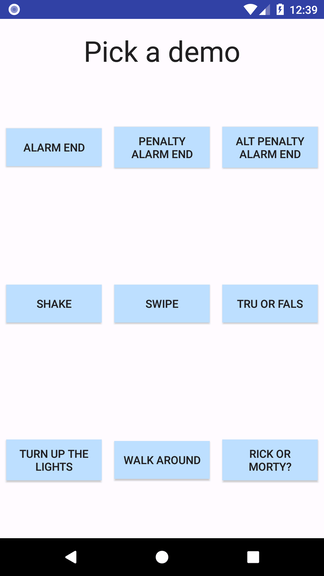 12:39
Pick a demo
ALARM END
PENALTY
ALARM END
ALT PENALTY
ALARM END
SHAKE
SWIPE
TRU OR FALS
TURN UP THE
LIGHTS
WALK AROUND
RICK OR
MORTY?